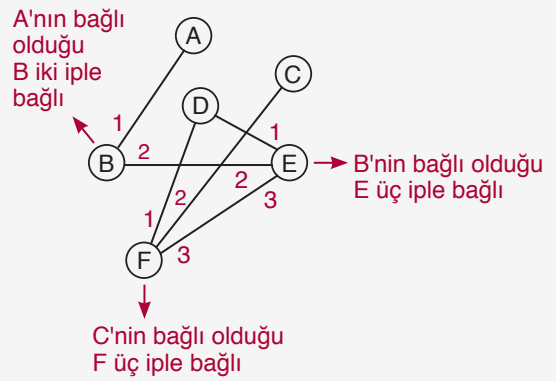 A'nın bağlı
olduğu
B iki iple
bağlı
A
C
D
1
1
B
2
E
2
3
B'nin bağlı olduğu
E üç iple bağlı
2
1
3
F
C'nin bağlı olduğu
F üç iple bağlı